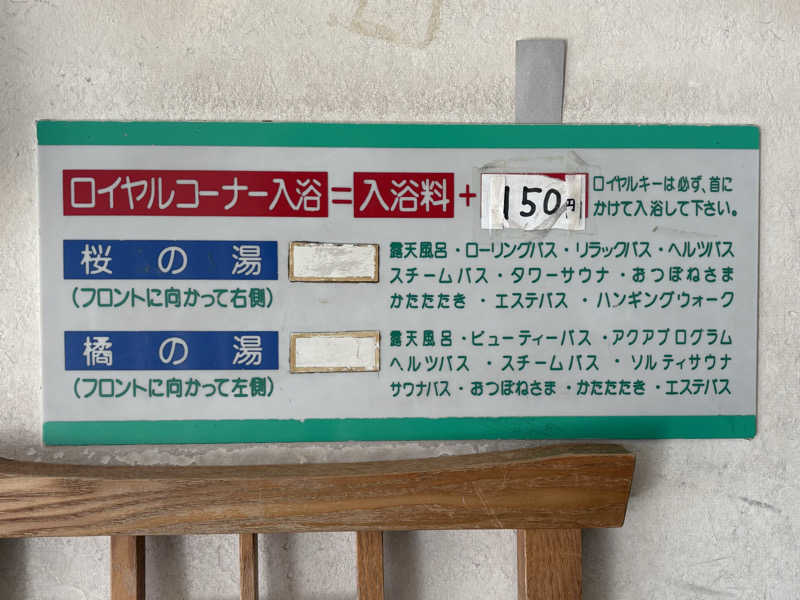 ロイヤルコーナー入浴=入浴料+150円
ロイヤルキーは必ず、首に
かけて入浴して下さい。
桜の湯
(フロントに向かって右側)
露天風呂・ローリングバス・リラックバス・ヘルツバス
スチームバス・タワーサウナ・おつぼねさま
かたたたき・エステバス・ハンギングウォーク
橘の湯
(フロントに向かって左側)
露天風呂・ビューティーバス・アクアプログラム
ヘルツバス・スチームバス・ソルティサウナ
サワナバス・おつぼねさま・かたたたき・エステバス